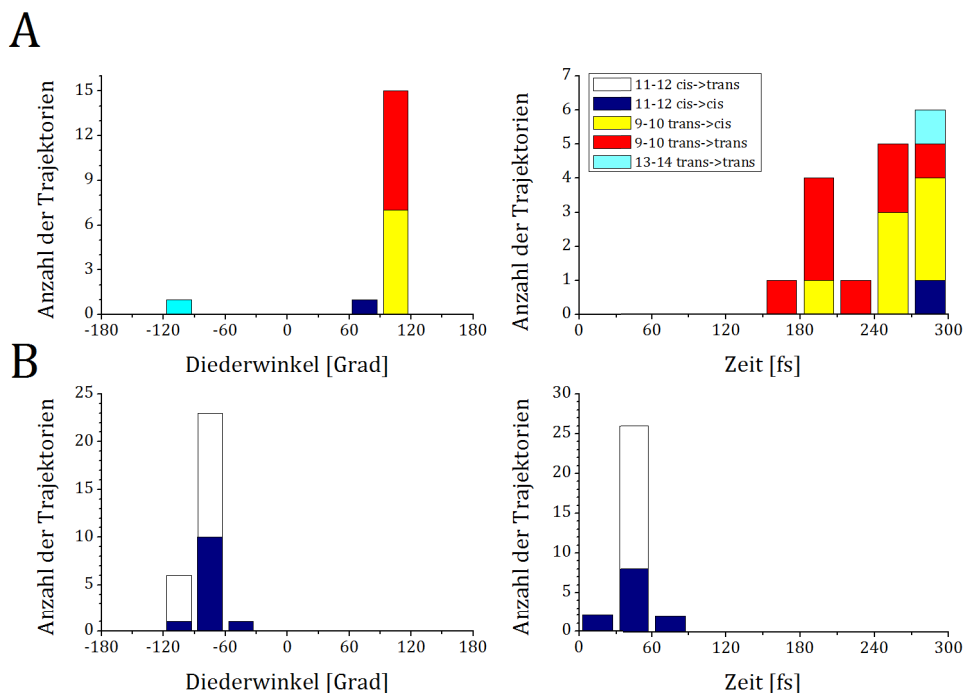 A
Anzahl der Trajektorien
15
12
9
6
3
0
-180 -120 -60 0 60 120 180
Diederwinkel [Grad]
Anzahl der Trajektorien
7
6
5
4
3
2
1
0
11-12 cis->trans
11-12 cis->cis
9-10 trans->cis
9-10 trans->trans
13-14 trans->trans
0 60 120 180 240 300
Zeit [fs]
B
Anzahl der Trajektorien
25
20
15
10
5
0
-180 -120 -60 0 60 120 180
Diederwinkel [Grad]
Anzahl der Trajektorien
30
25
20
15
10
5
0
0 60 120 180 240 300
Zeit [fs]